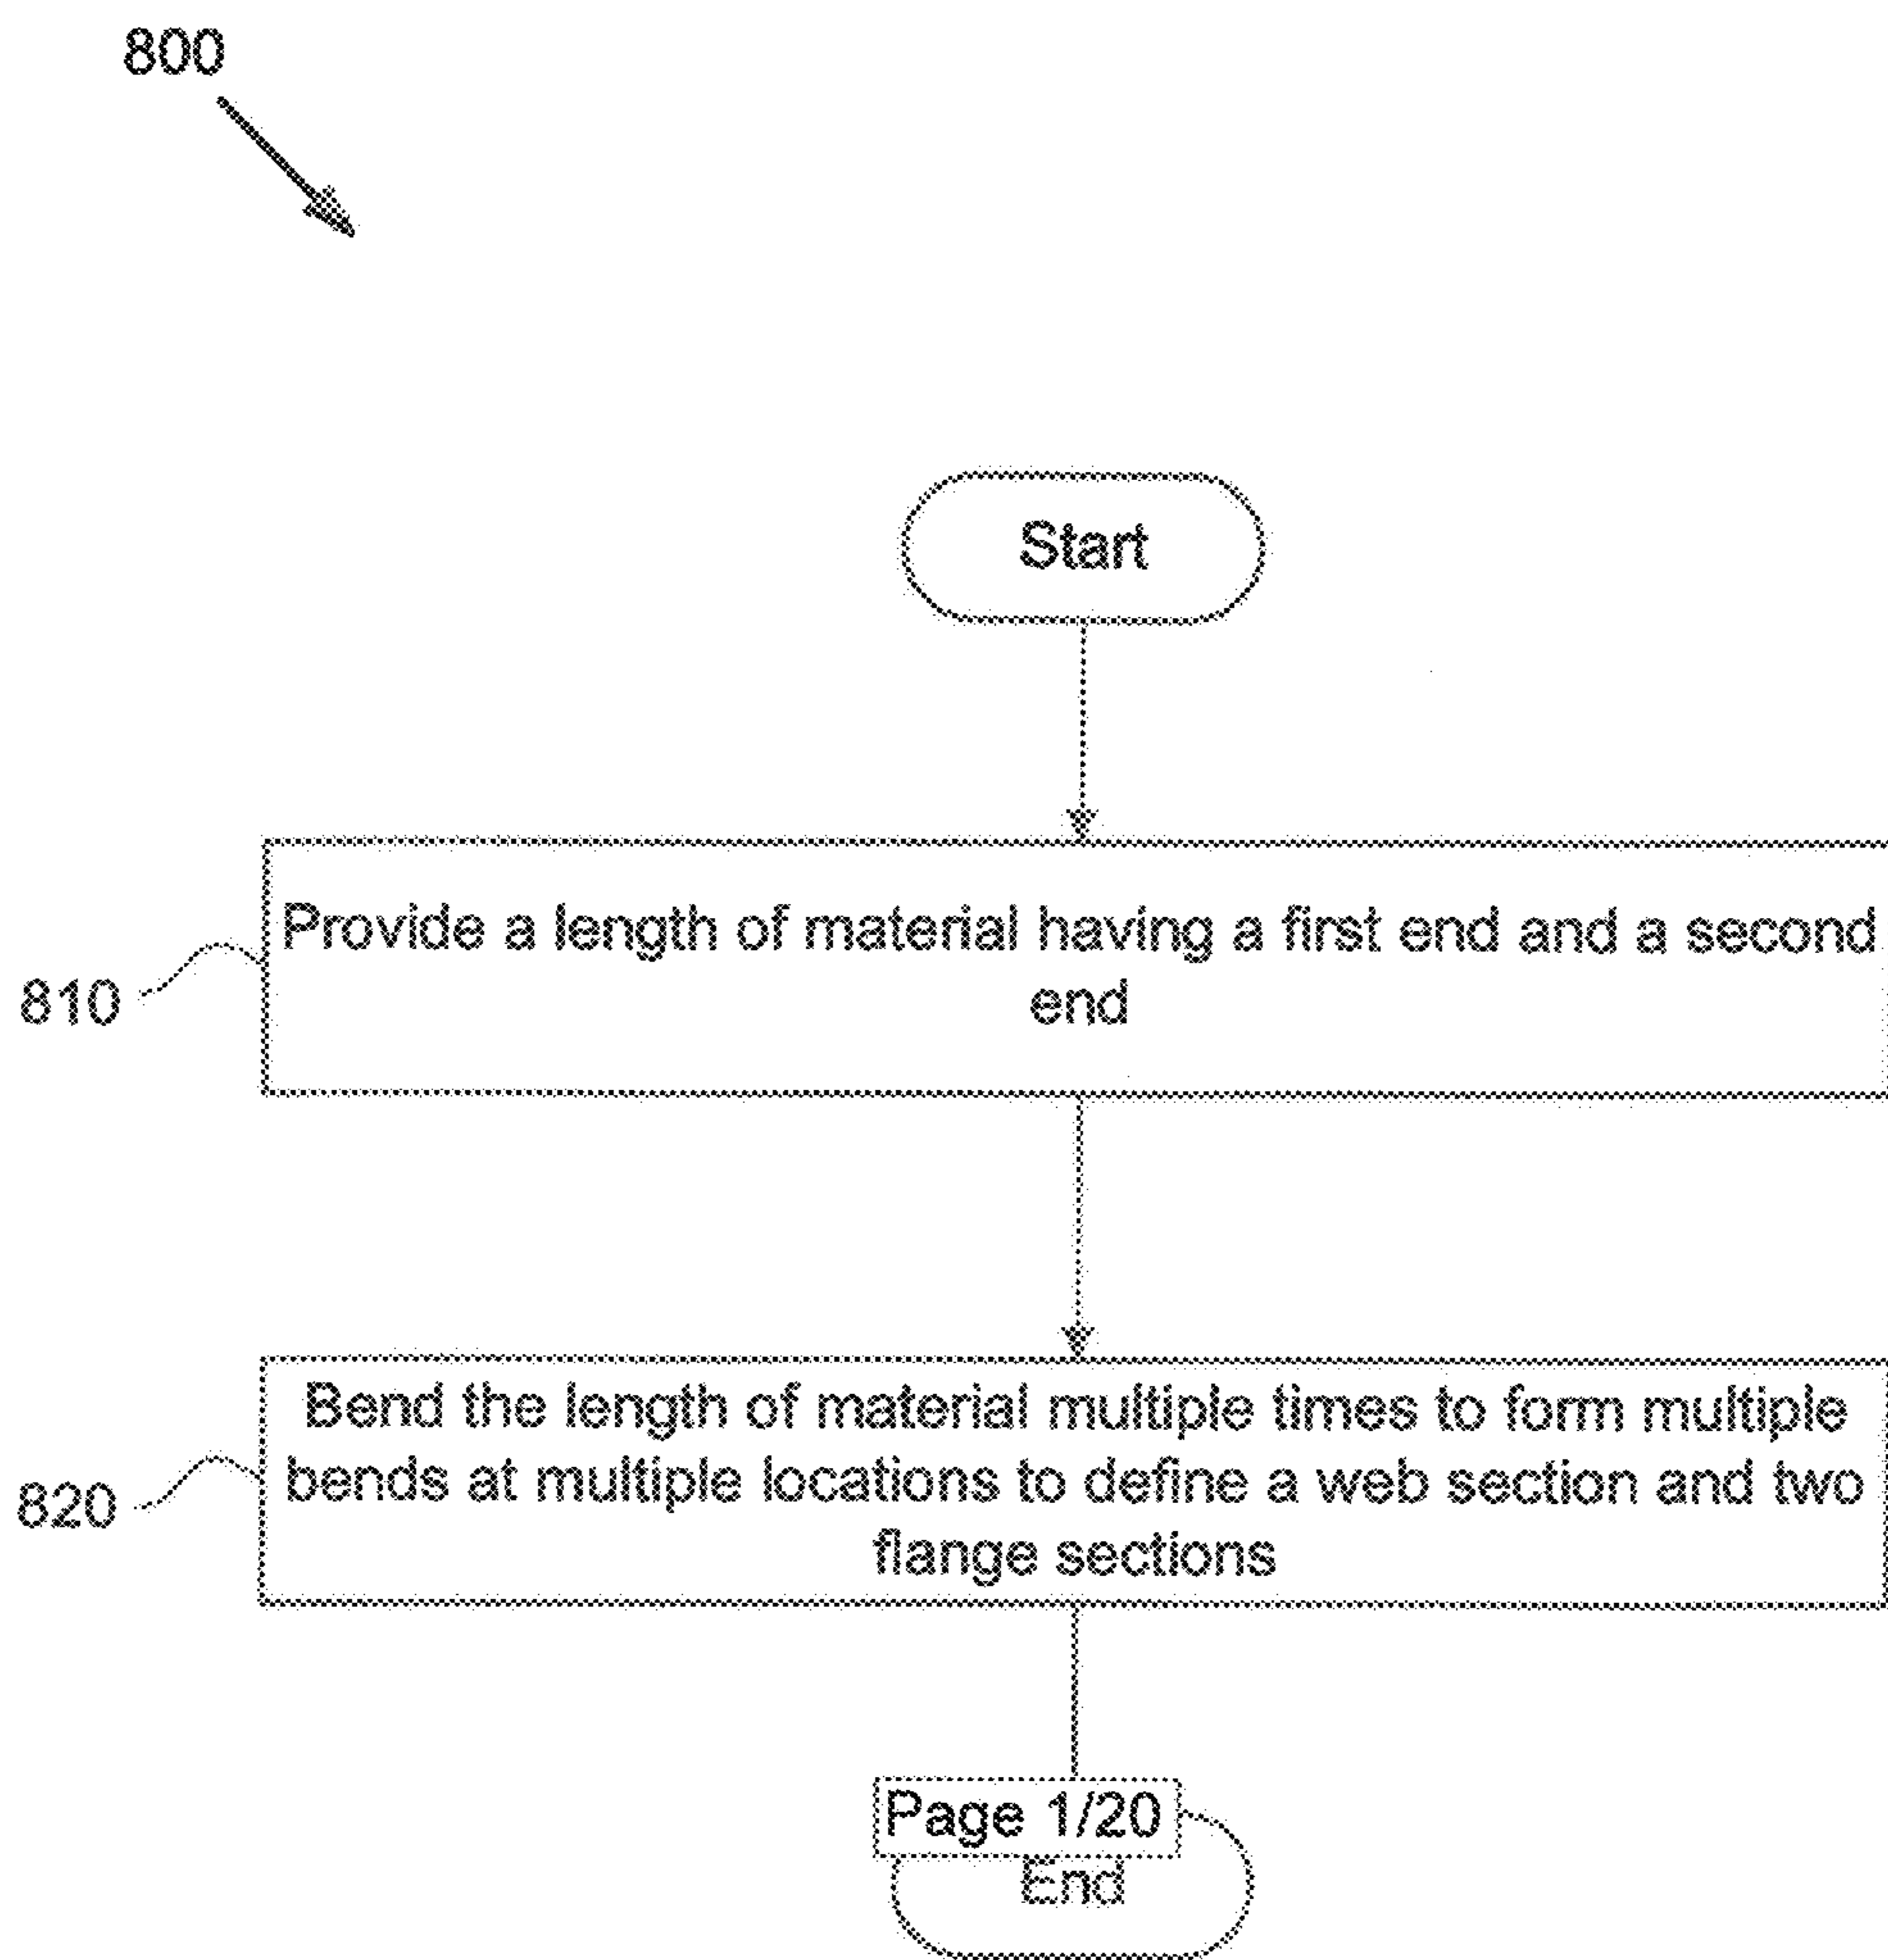 800
Start
Provide a length of material having a first end and a second
end
810
Bend the length of material multiple times to form multiple
bends at multiple locations to define a web section and two
flange sections
820
Page 1/20
End